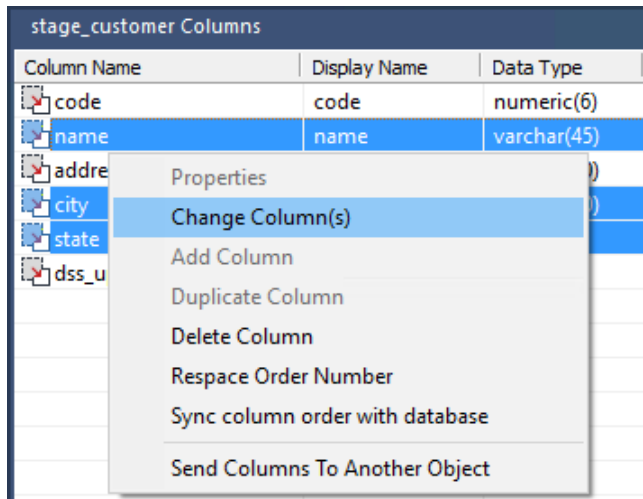 stage_customer Columns
Column Name Display Name Data Type
code code numeric(6)
name name varchar(45)
addre
city
state
dss_u
Properties
Change Column(s)
Add Column
Duplicate Column
Delete Column
Respace Order Number
Sync column order with database
Send Columns To Another Object